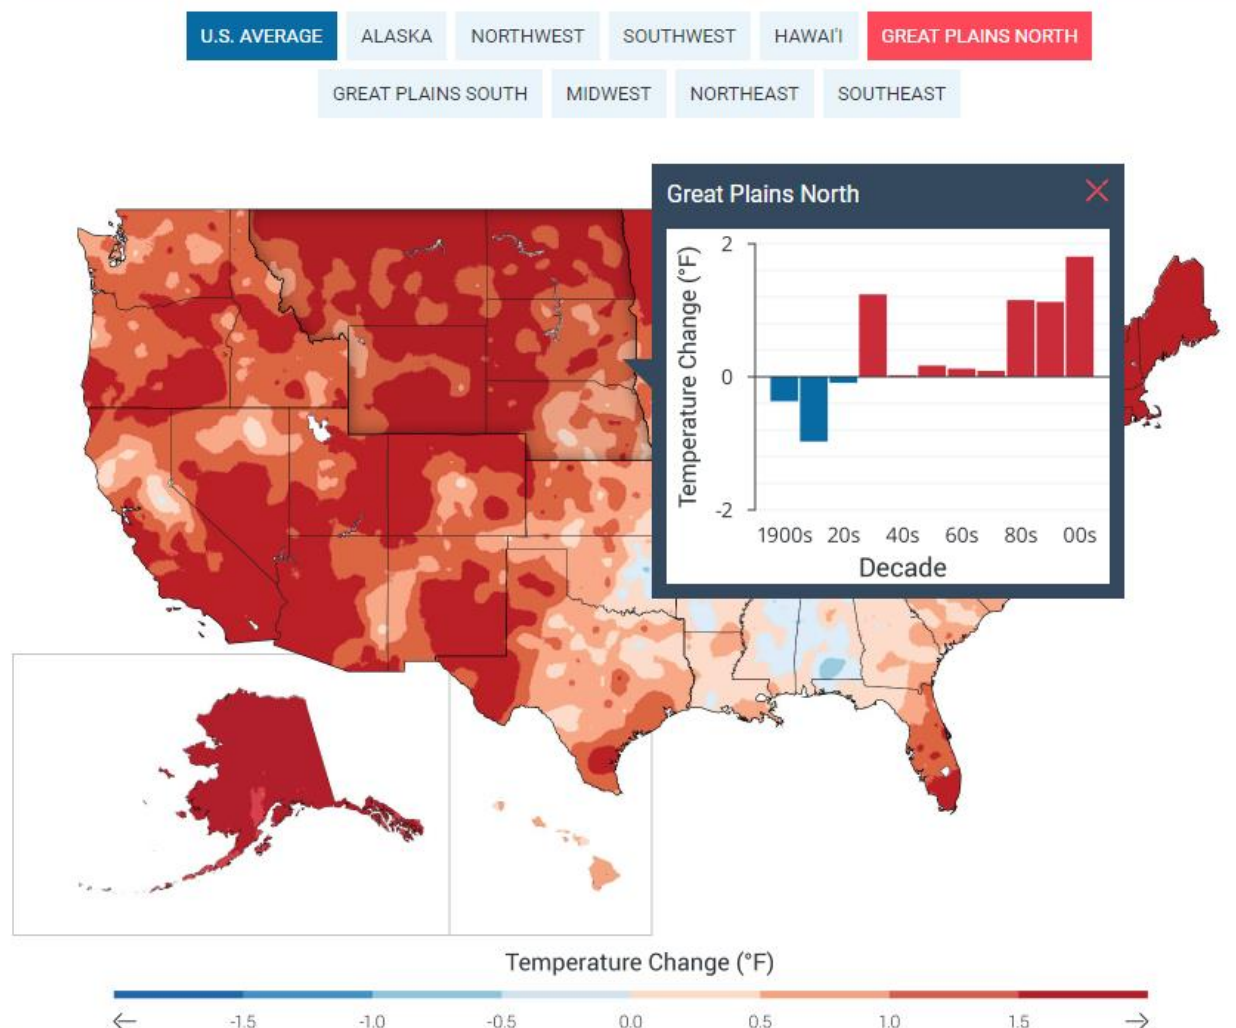 U.S. AVERAGE ALASKA NORTHWEST SOUTHWEST HAWAI'I GREAT PLAINS NORTH
GREAT PLAINS SOUTH MIDWEST NORTHEAST SOUTHEAST
Great Plains North
Temperature Change (°F)
2
0
-2
1900s 20s 40s 60s 80s 00s
Decade
Temperature Change (°F)
-1.5 -1.0 -0.5 0.0 0.5 1.0 1.5